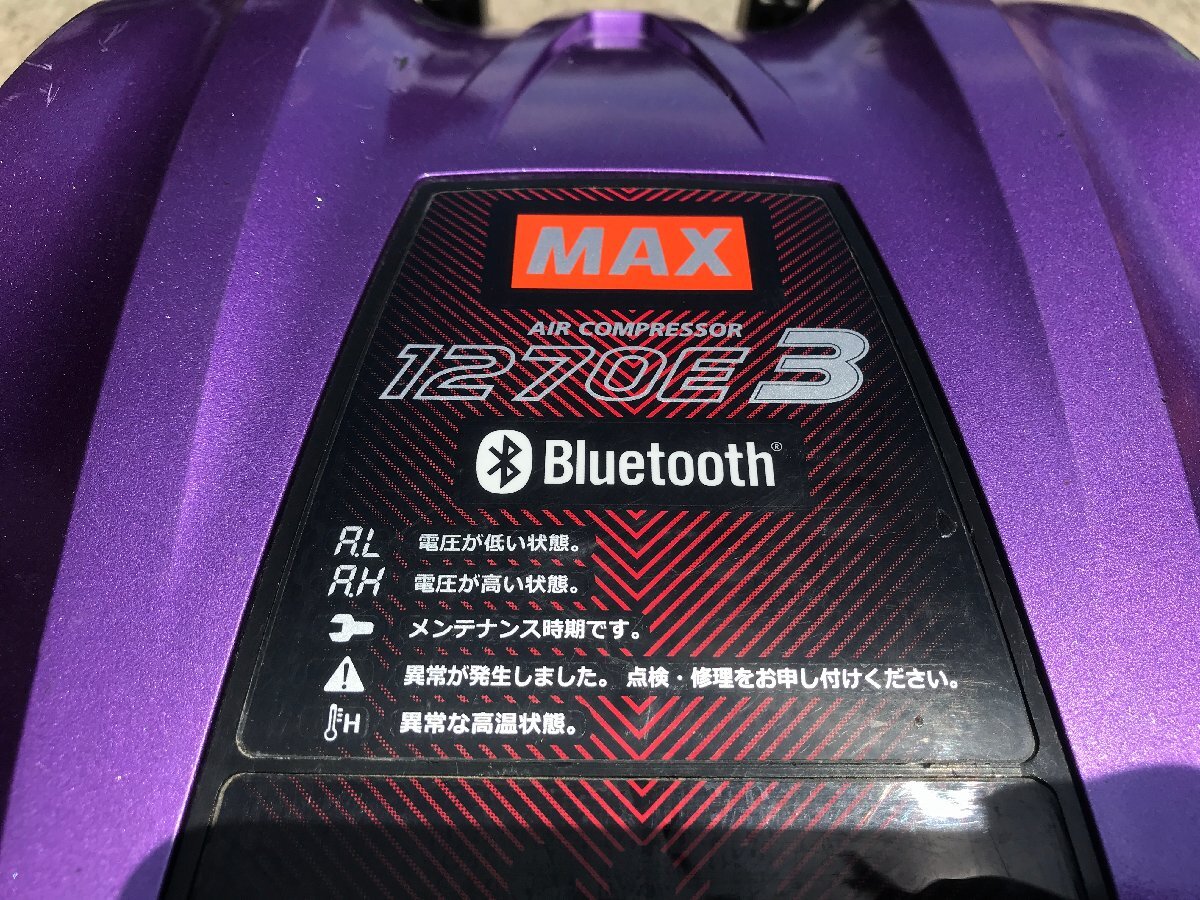 MAX
AIR COMPRESSOR
1270E3
Bluetooth®
A.L 電圧が低い状態。
A.H 電圧が高い状態。
メンテナンス時期です。
異常が発生しました。点検・修理をお申し付けください。
H 異常な高温状態。